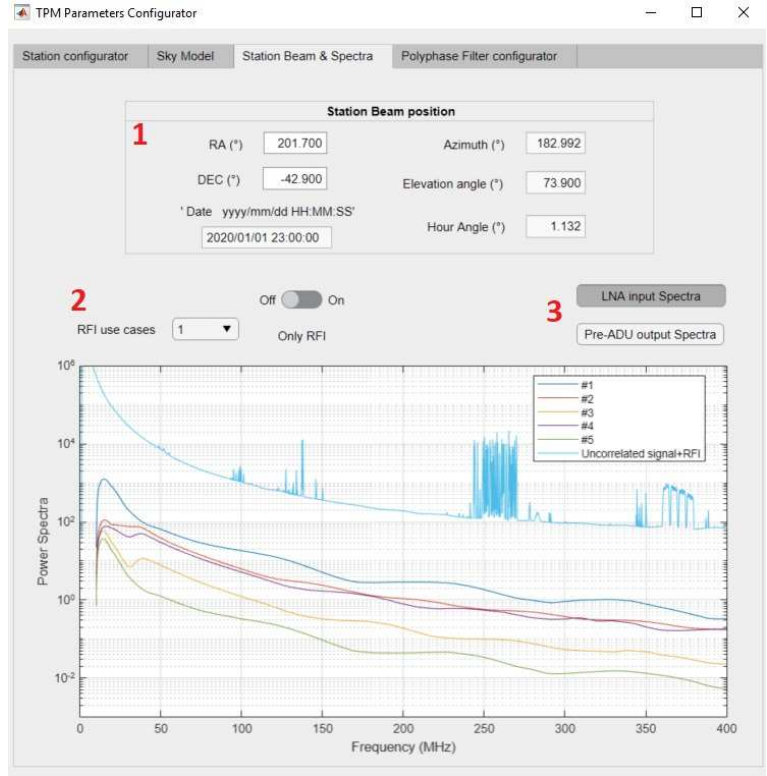 TPM Parameters Configurator
Station configurator Sky Model Station Beam & Spectra Polyphase Filter configurator
Station Beam position
1
RA (°) 201.700 Azimuth (°) 182.992
DEC (°) -42.900 Elevation angle (°) 73.900
' Date yyyy/mm/dd HH:MM:SS'
2020/01/01 23:00:00 Hour Angle (°) 1.132
2 Off On 3 LNA input Spectra
RFI use cases 1 Only RFI Pre-ADU output Spectra
10⁶
10⁴
10²
10⁰
10⁻²
Power Spectra
#1
#2
#3
#4
#5
Uncorrelated signal+RFI
0 50 100 150 200 250 300 350 400
Frequency (MHz)